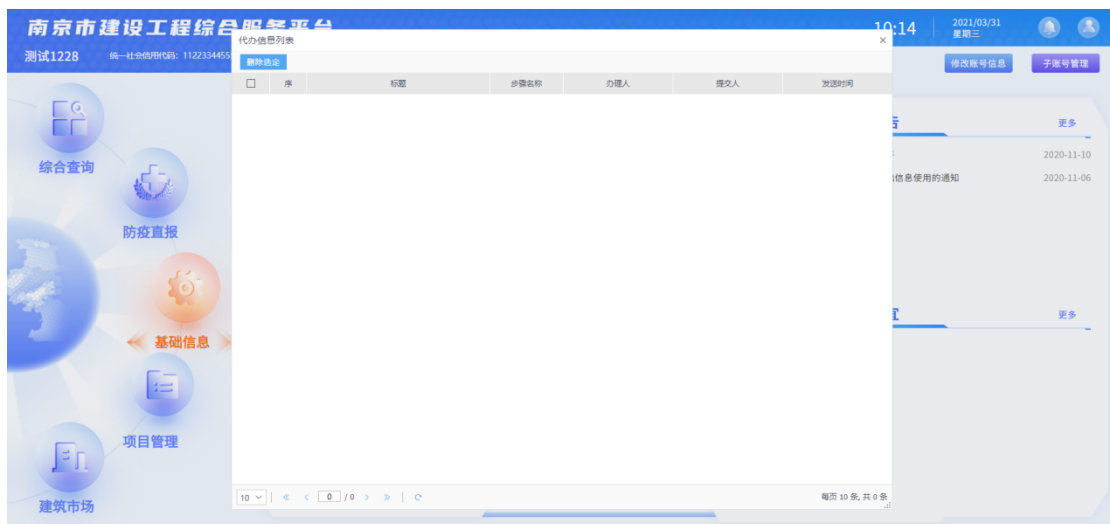 南京市建设工程综合服务平台
10:14
2021/03/31
星期三
测试1228
统一社会信用代码: 1122334455
修改账号信息
子账号管理
代办信息列表
×
删除选定
序
标题
步骤名称
办理人
提交人
发送时间
综合查询
防疫直报
基础信息
项目管理
建筑市场
告
更多
2020-11-10
信息使用的通知
2020-11-06
宜
更多
10
0 / 0
每页 10 条, 共 0 条